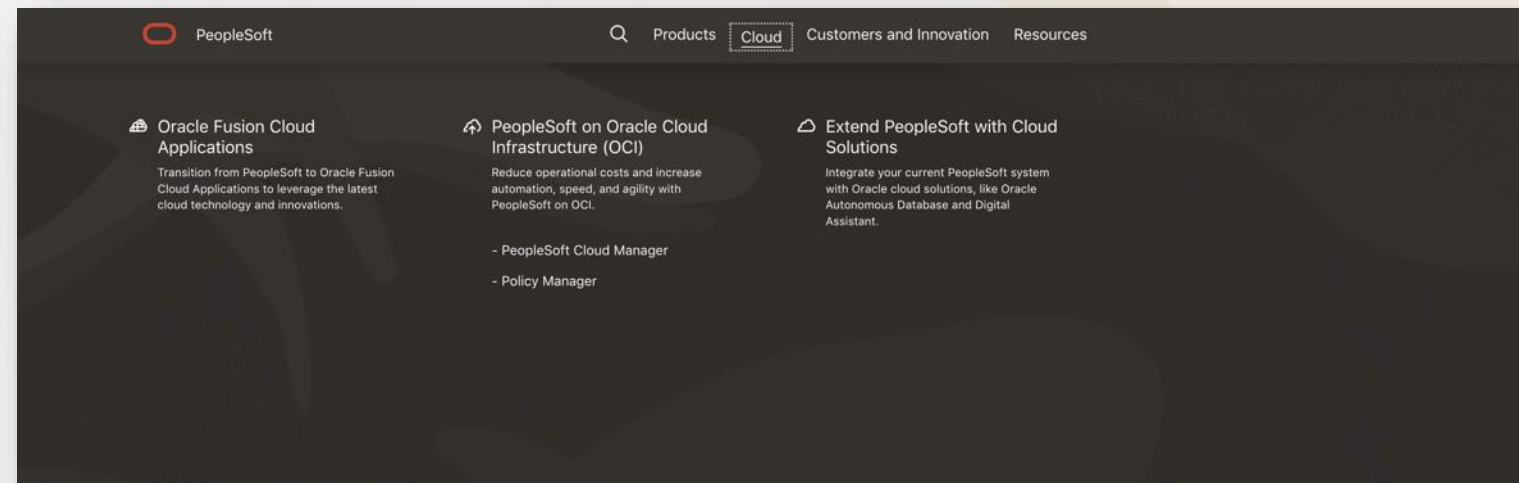 PeopleSoft
Products
Cloud
Customers and Innovation
Resources
Oracle Fusion Cloud
Applications
Transition from PeopleSoft to Oracle Fusion
Cloud Applications to leverage the latest
cloud technology and innovations.
PeopleSoft on Oracle Cloud
Infrastructure (OCI)
Reduce operational costs and increase
automation, speed, and agility with
PeopleSoft on OCI.
- PeopleSoft Cloud Manager
- Policy Manager
Extend PeopleSoft with Cloud
Solutions
Integrate your current PeopleSoft system
with Oracle cloud solutions, like Oracle
Autonomous Database and Digital
Assistant.